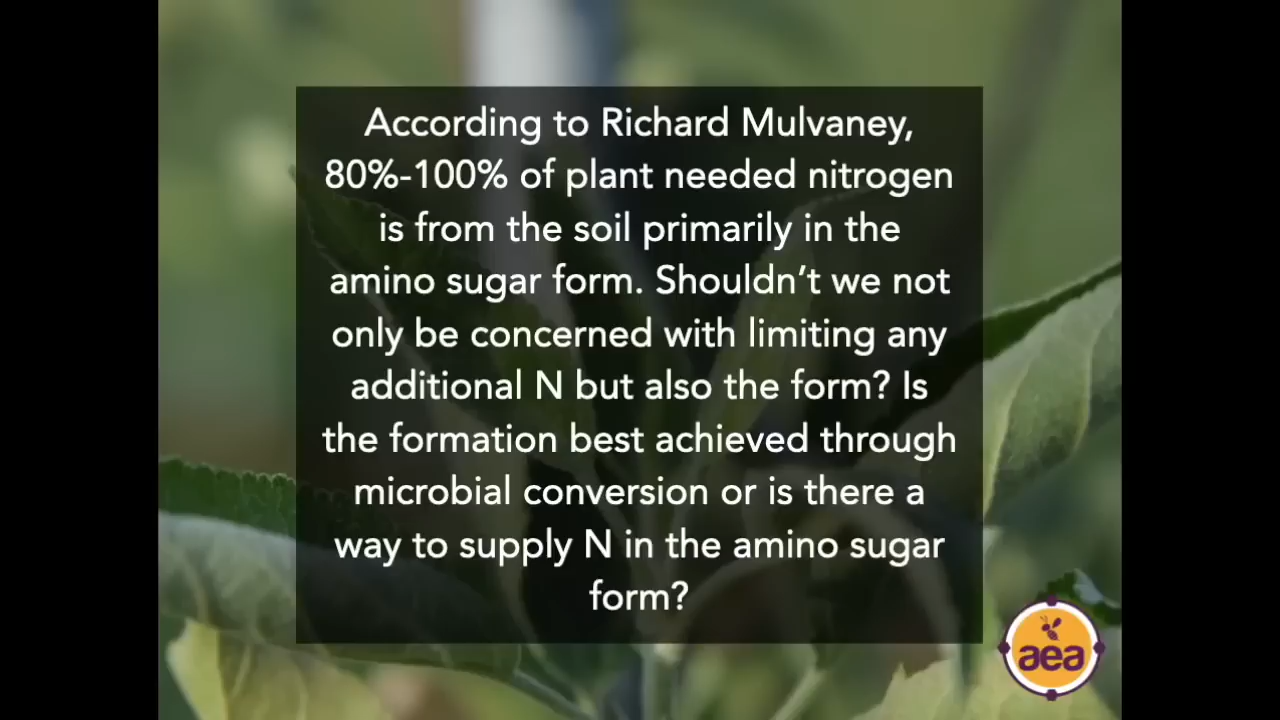 According to Richard Mulvaney,
80%-100% of plant needed nitrogen
is from the soil primarily in the
amino sugar form. Shouldn’t we not
only be concerned with limiting any
additional N but also the form? Is
the formation best achieved through
microbial conversion or is there a
way to supply N in the amino sugar
form?
aea